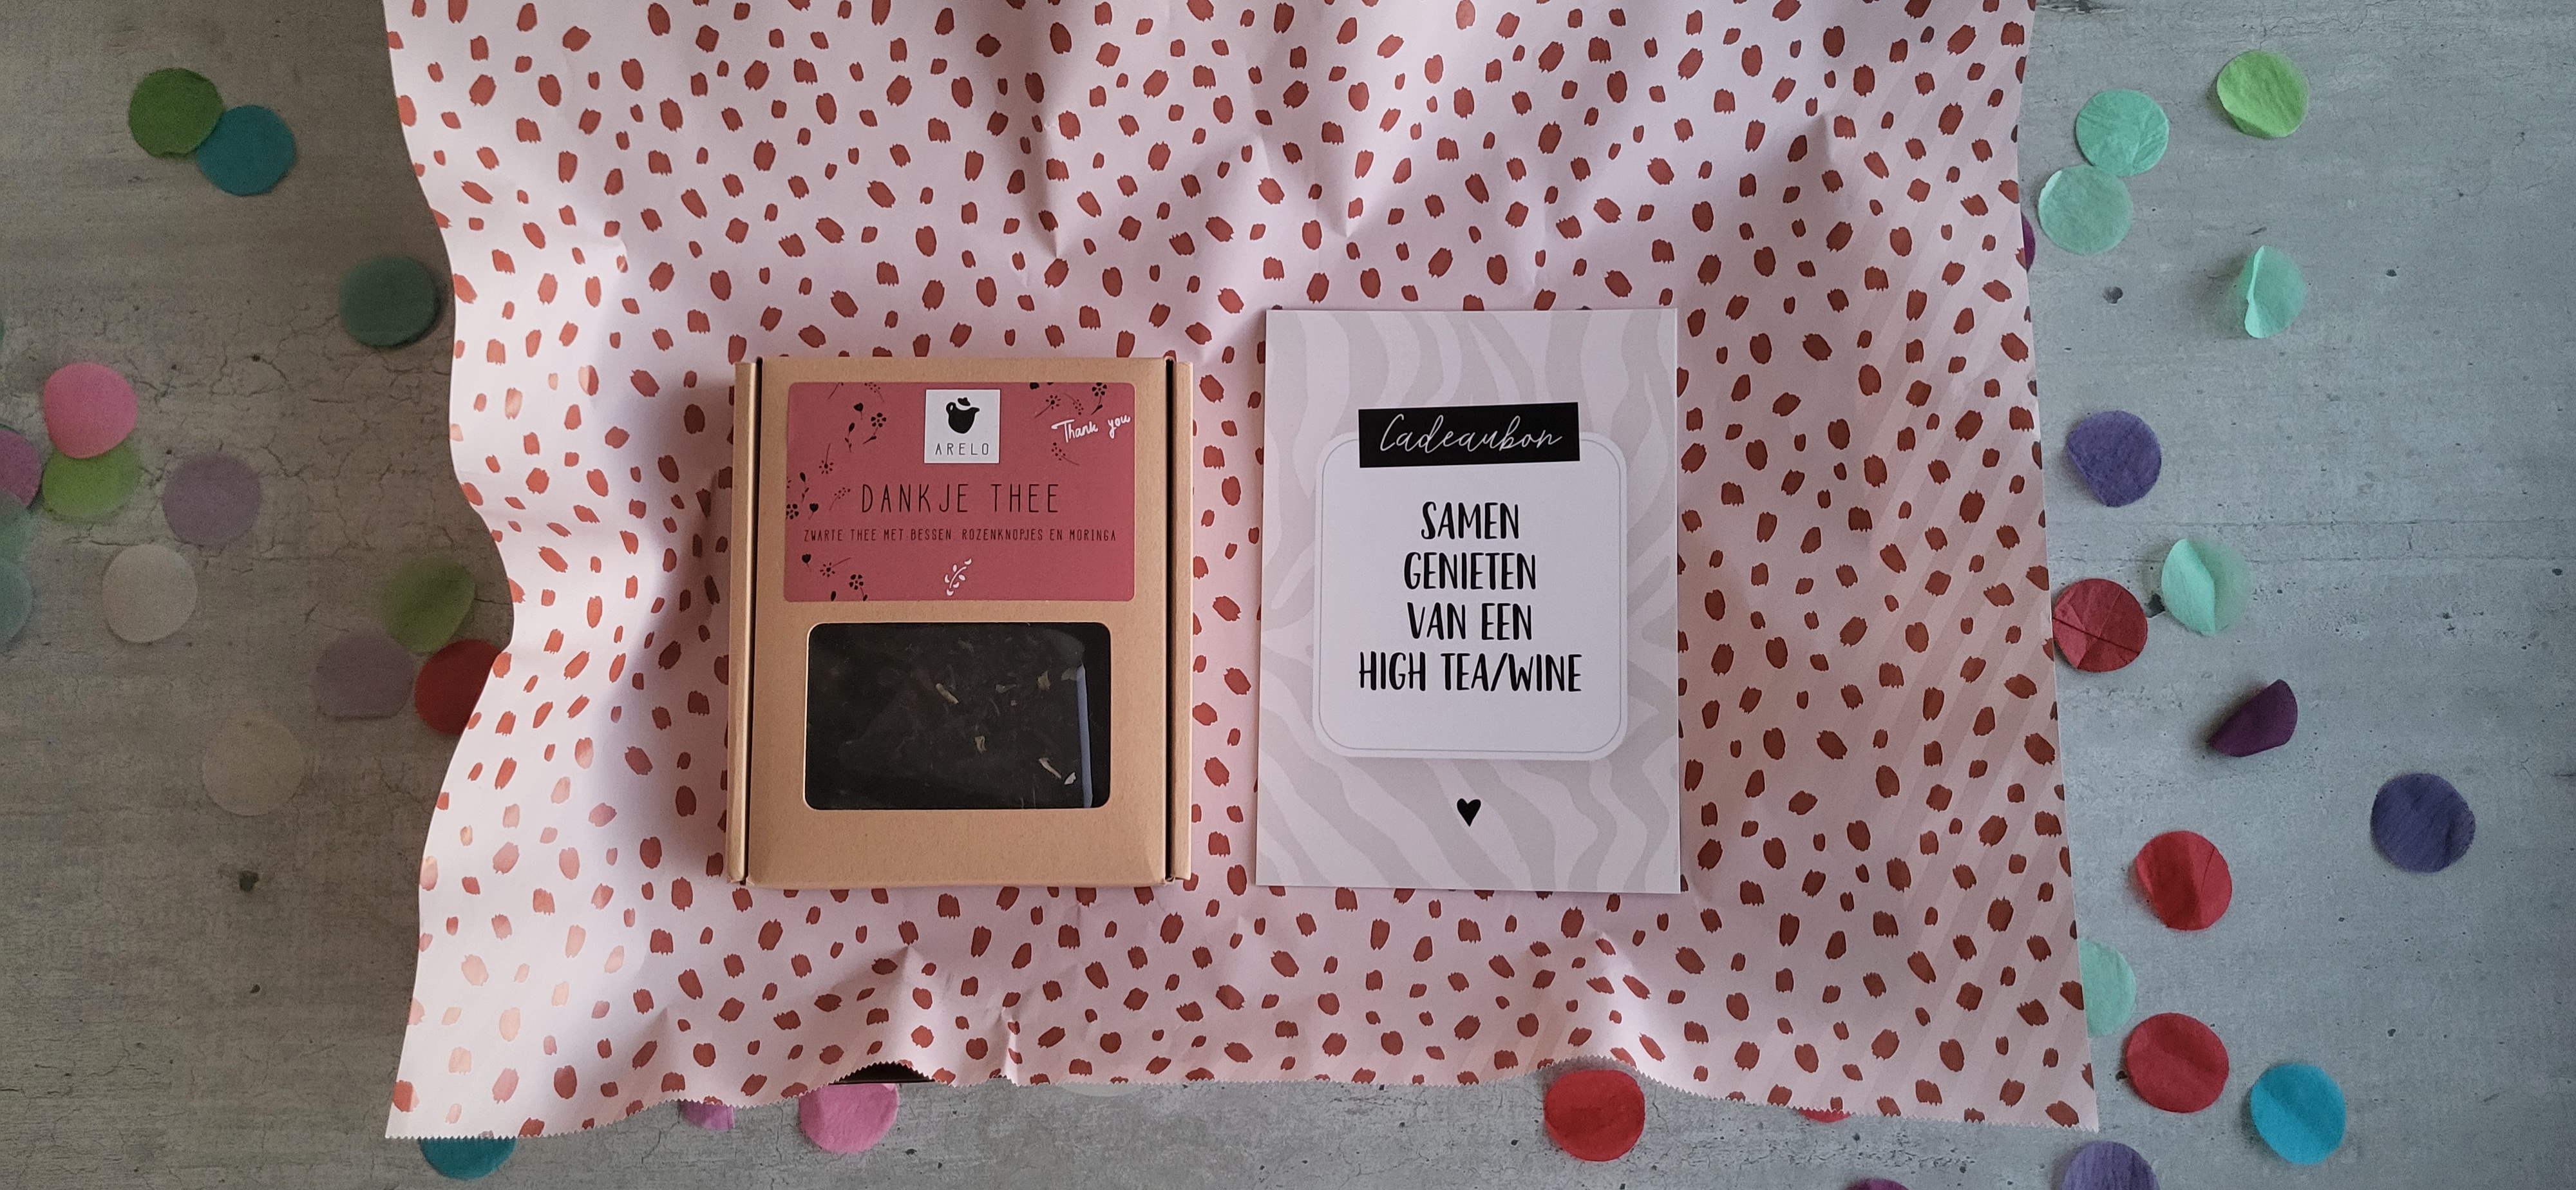 ARELO
Thank you
DANKJE THEE
ZWARTE THEE MET BESSEN ROZENKNOPJES EN MORINGA
Cadeaubon
SAMEN
GENIETEN
VAN EEN
HIGH TEA/WINE